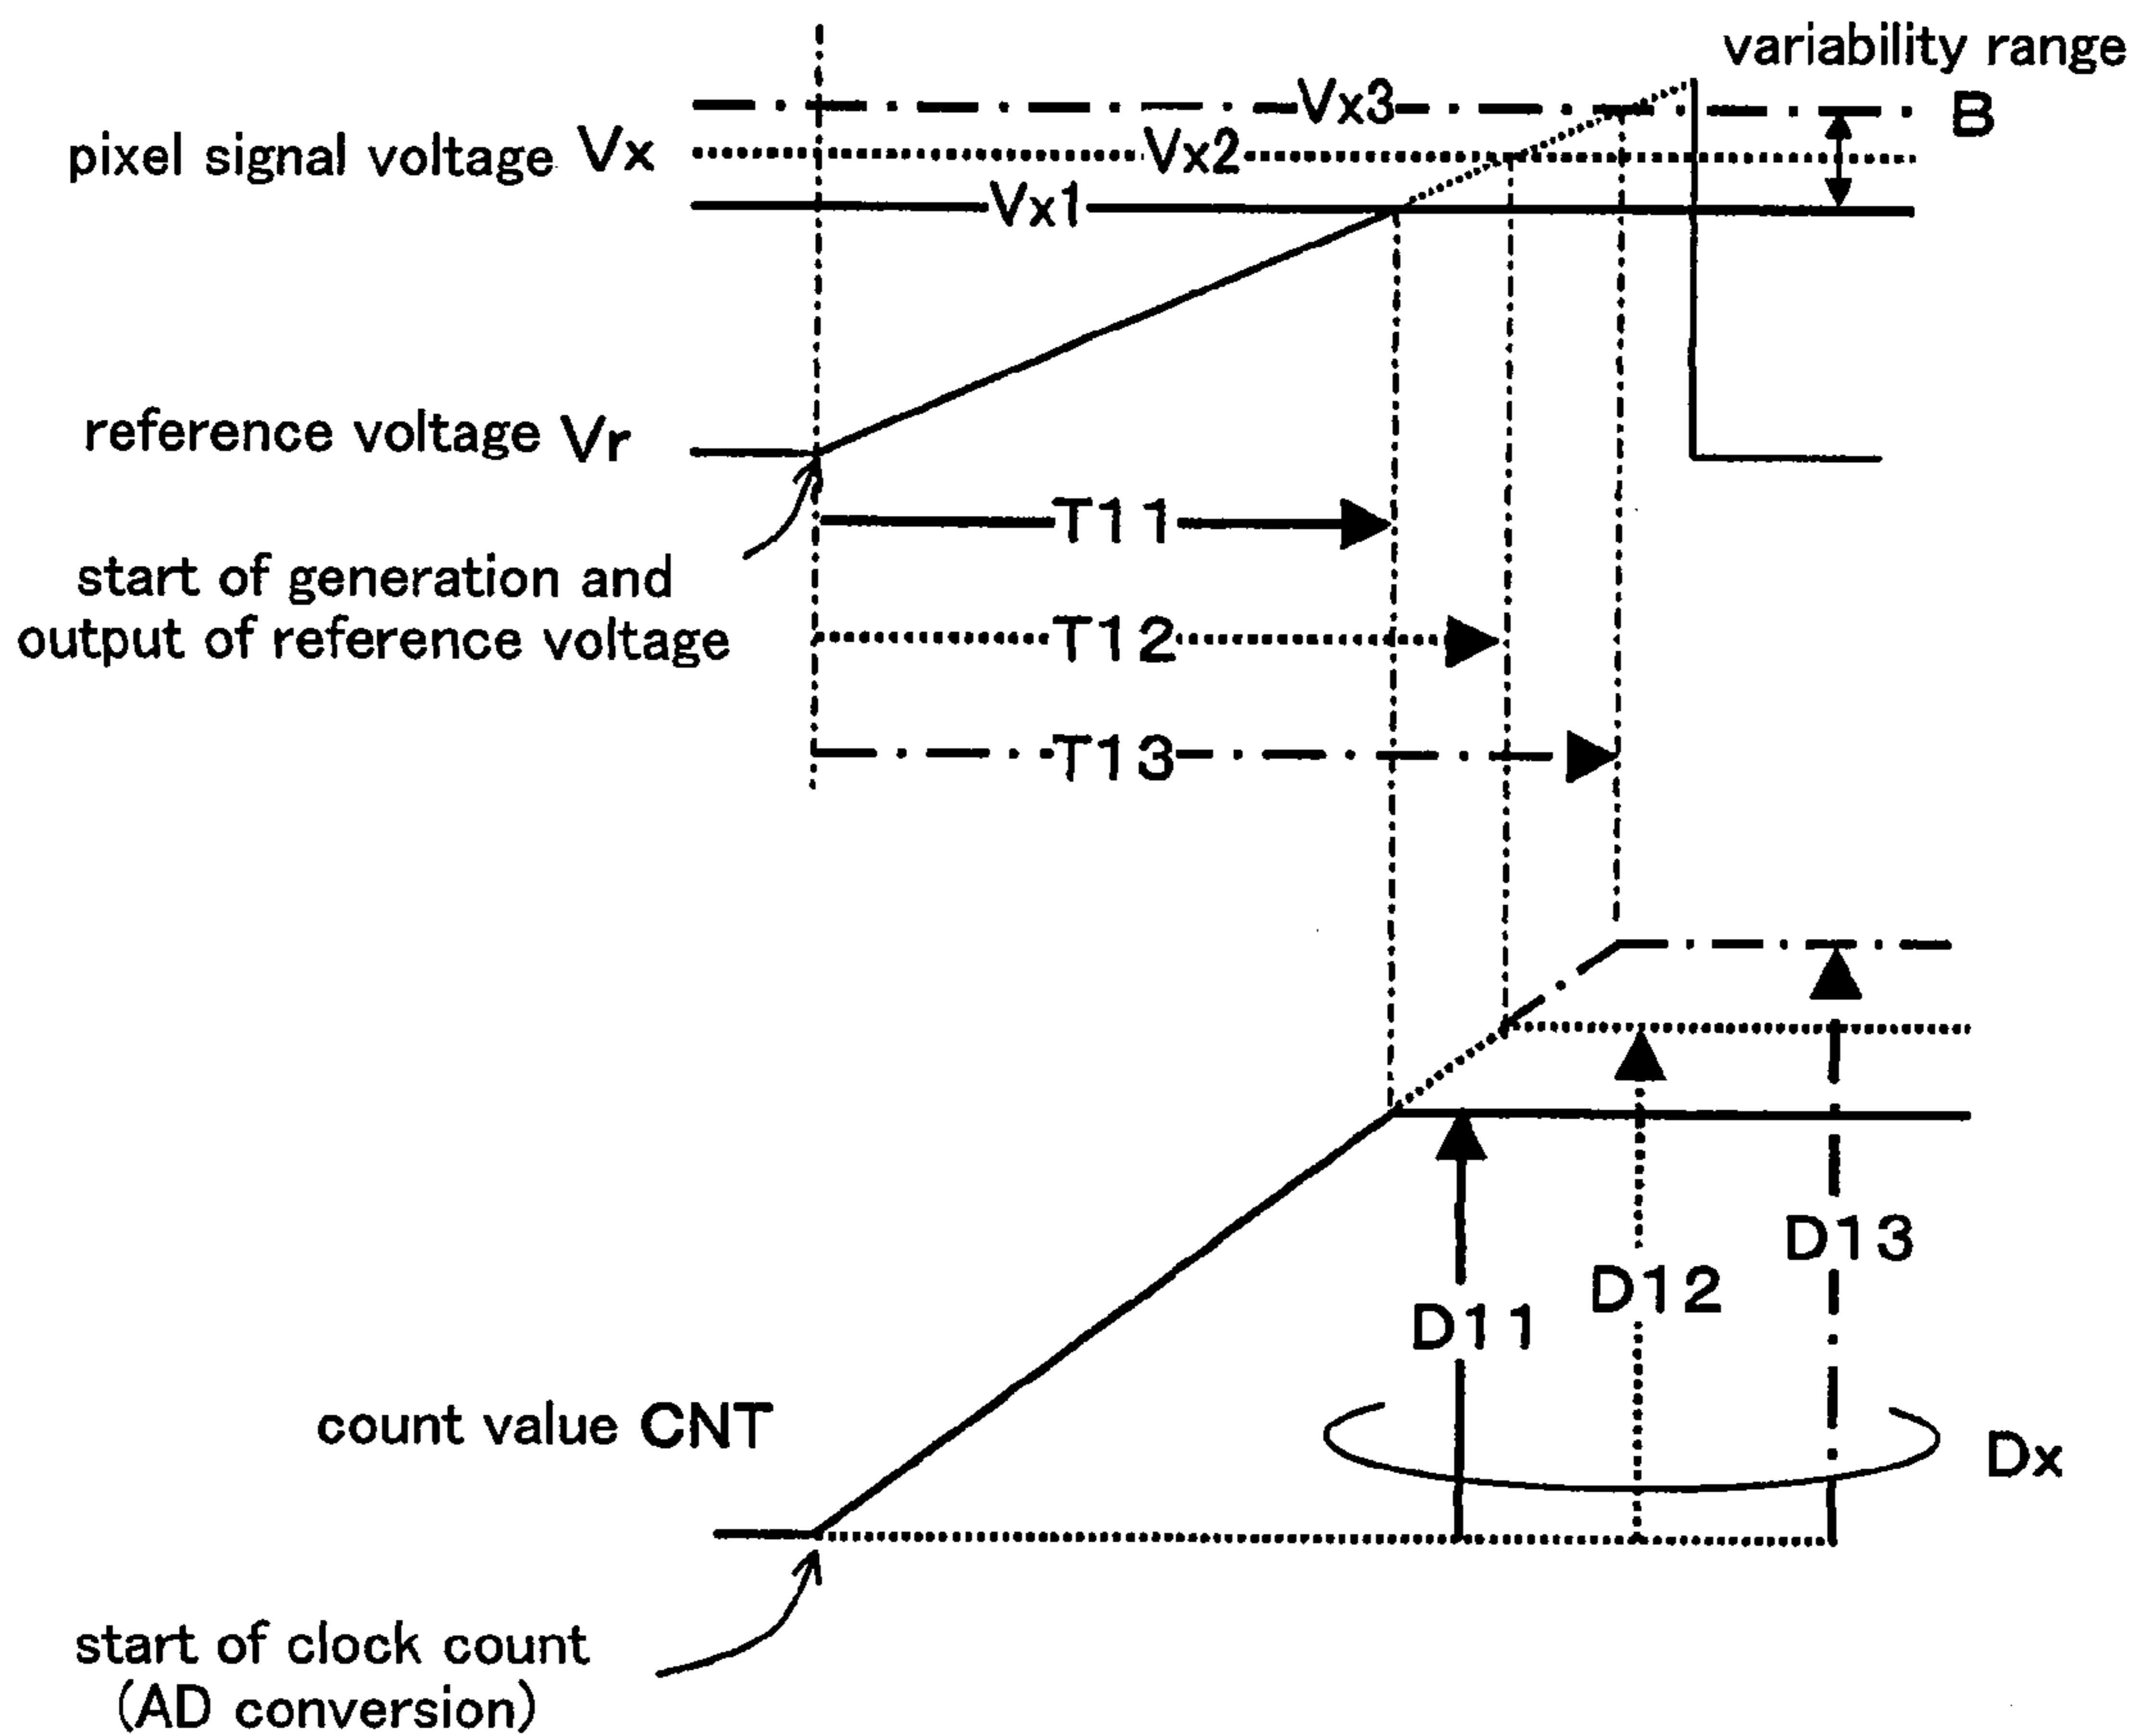 variability range
B
Vx3
pixel signal voltage Vx
Vx2
Vx1
reference voltage Vr
T11
start of generation and
output of reference voltage
T12
T13
D13
D12
D11
count value CNT
Dx
start of clock count
(AD conversion)